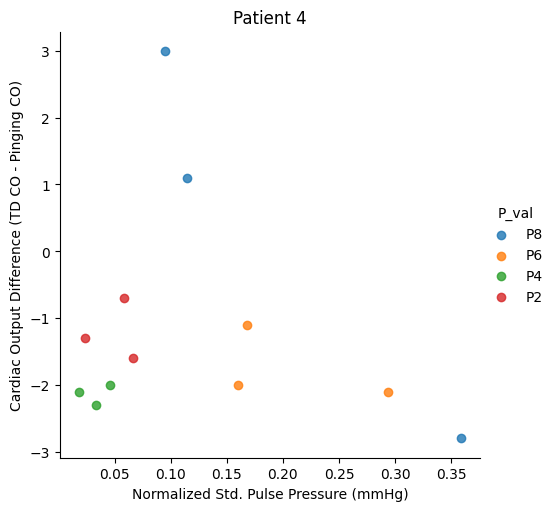 Patient 4
Cardiac Output Difference (TD CO - Pinging CO)
3
2
1
0
−1
−2
−3
0.05 0.10 0.15 0.20 0.25 0.30 0.35
Normalized Std. Pulse Pressure (mmHg)
P_val
P8
P6
P4
P2